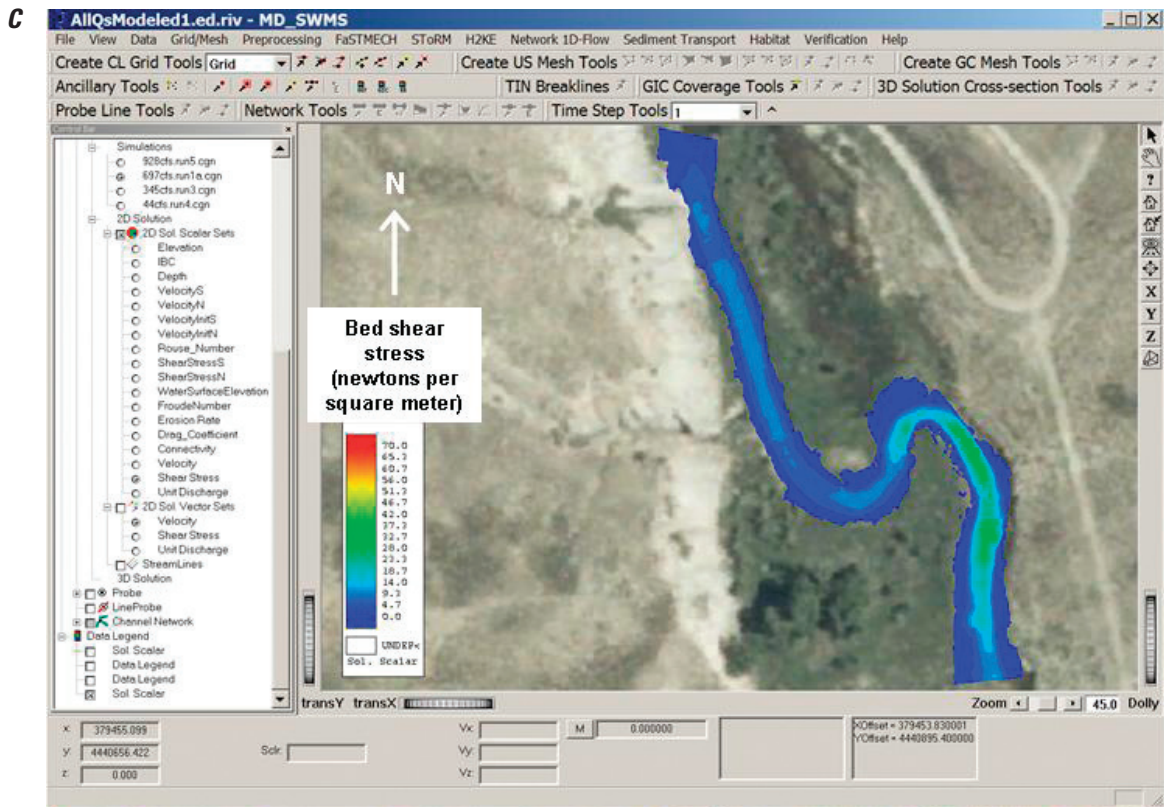 C
AllQsModeled1.ed.riv - MD_SWMS
File View Data Grid/Mesh Preprocessing FaSTMECH SToRM H2KE Network 1D-Flow Sediment Transport Habitat Verification Help
Create CL Grid Tools Grid Create US Mesh Tools Create GC Mesh Tools
Ancillary Tools TIN Breaklines GIC Coverage Tools 3D Solution Cross-section Tools
Probe Line Tools Network Tools Time Step Tools 1
Control Bar
Simulations
928cfs.run5.cgn
697cfs.run1a.cgn
345cfs.run3.cgn
44cfs.run4.cgn
2D Solution
2D Sol. Scalar Sets
Elevation
IBC
Depth
VelocityS
VelocityN
VelocityInitS
VelocityInitN
Rouse_Number
ShearStressS
ShearStressN
WaterSurfaceElevation
FroudeNumber
Erosion Rate
Drag_Coefficient
Connectivity
Velocity
Shear Stress
Unit Discharge
2D Sol. Vector Sets
Velocity
Shear Stress
Unit Discharge
StreamLines
3D Solution
Probe
LineProbe
Channel Network
Data Legend
Sol. Scalar
Data Legend
Data Legend
Sol. Scalar
N
Bed shear
stress
(newtons per
square meter)
70.0
65.3
60.7
56.0
51.3
46.7
42.0
37.3
32.7
28.0
23.3
18.7
14.0
9.3
4.7
0.0
UNDEF<
Sol. Scalar
?
X
Y
Z
transY transX
Zoom 45.0 Dolly
x: 379455.099
y: 4440656.422
z: 0.000
Sclr:
Vx:
Vy:
Vz:
M 0.000000
XOffset = 379453.830001
YOffset = 4440895.400000